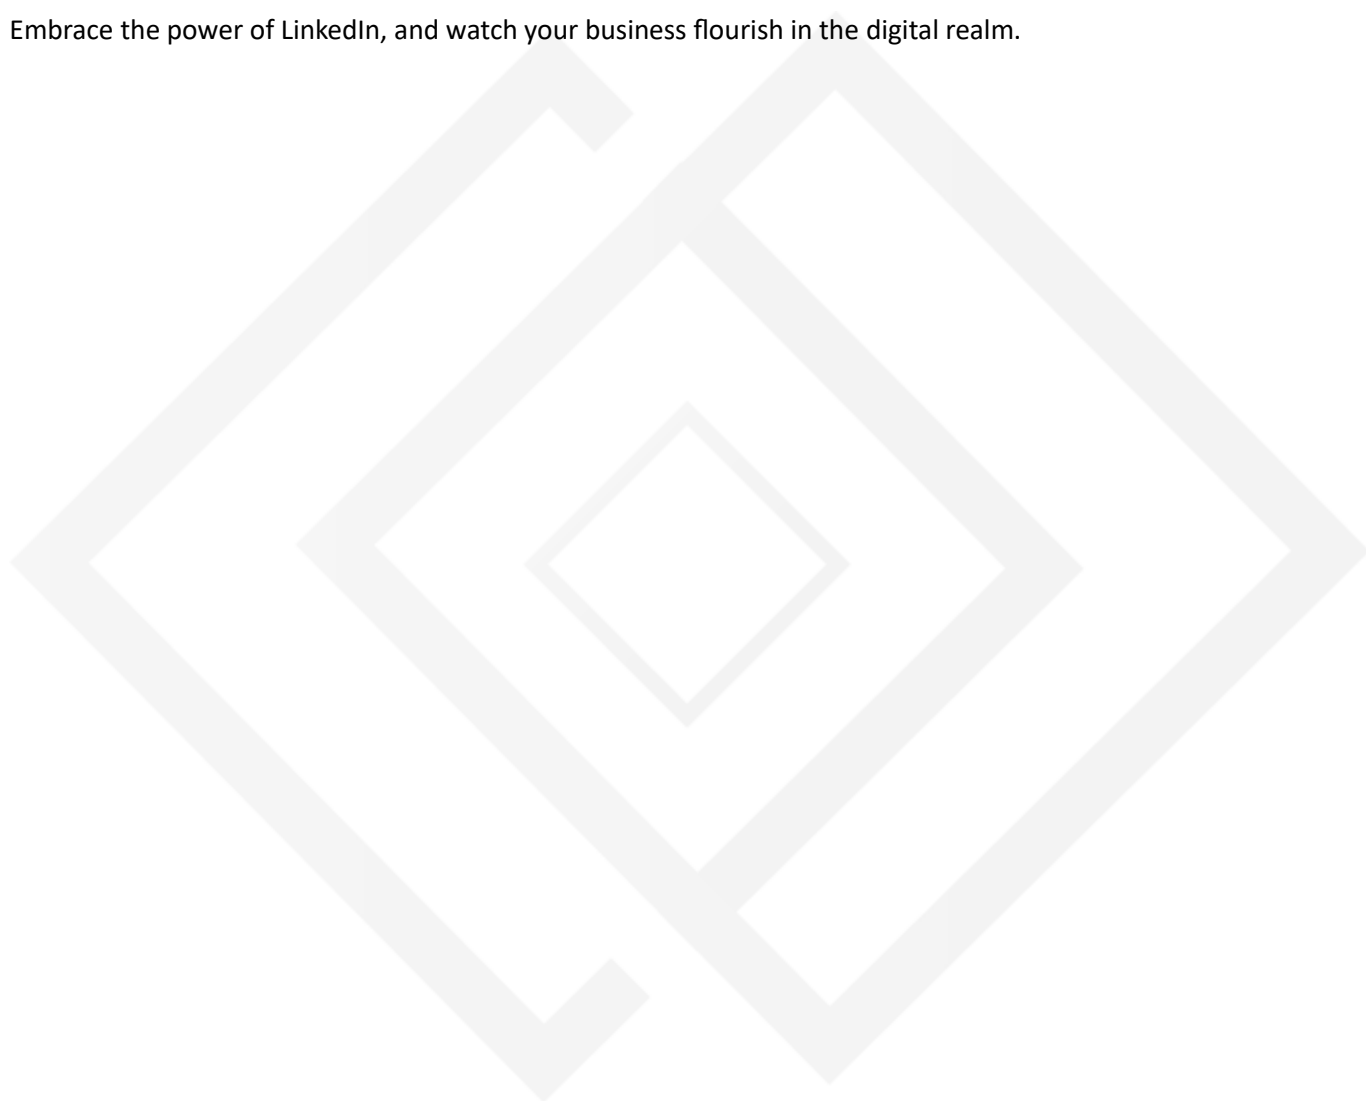 Embrace the power of LinkedIn, and watch your business flourish in the digital realm.